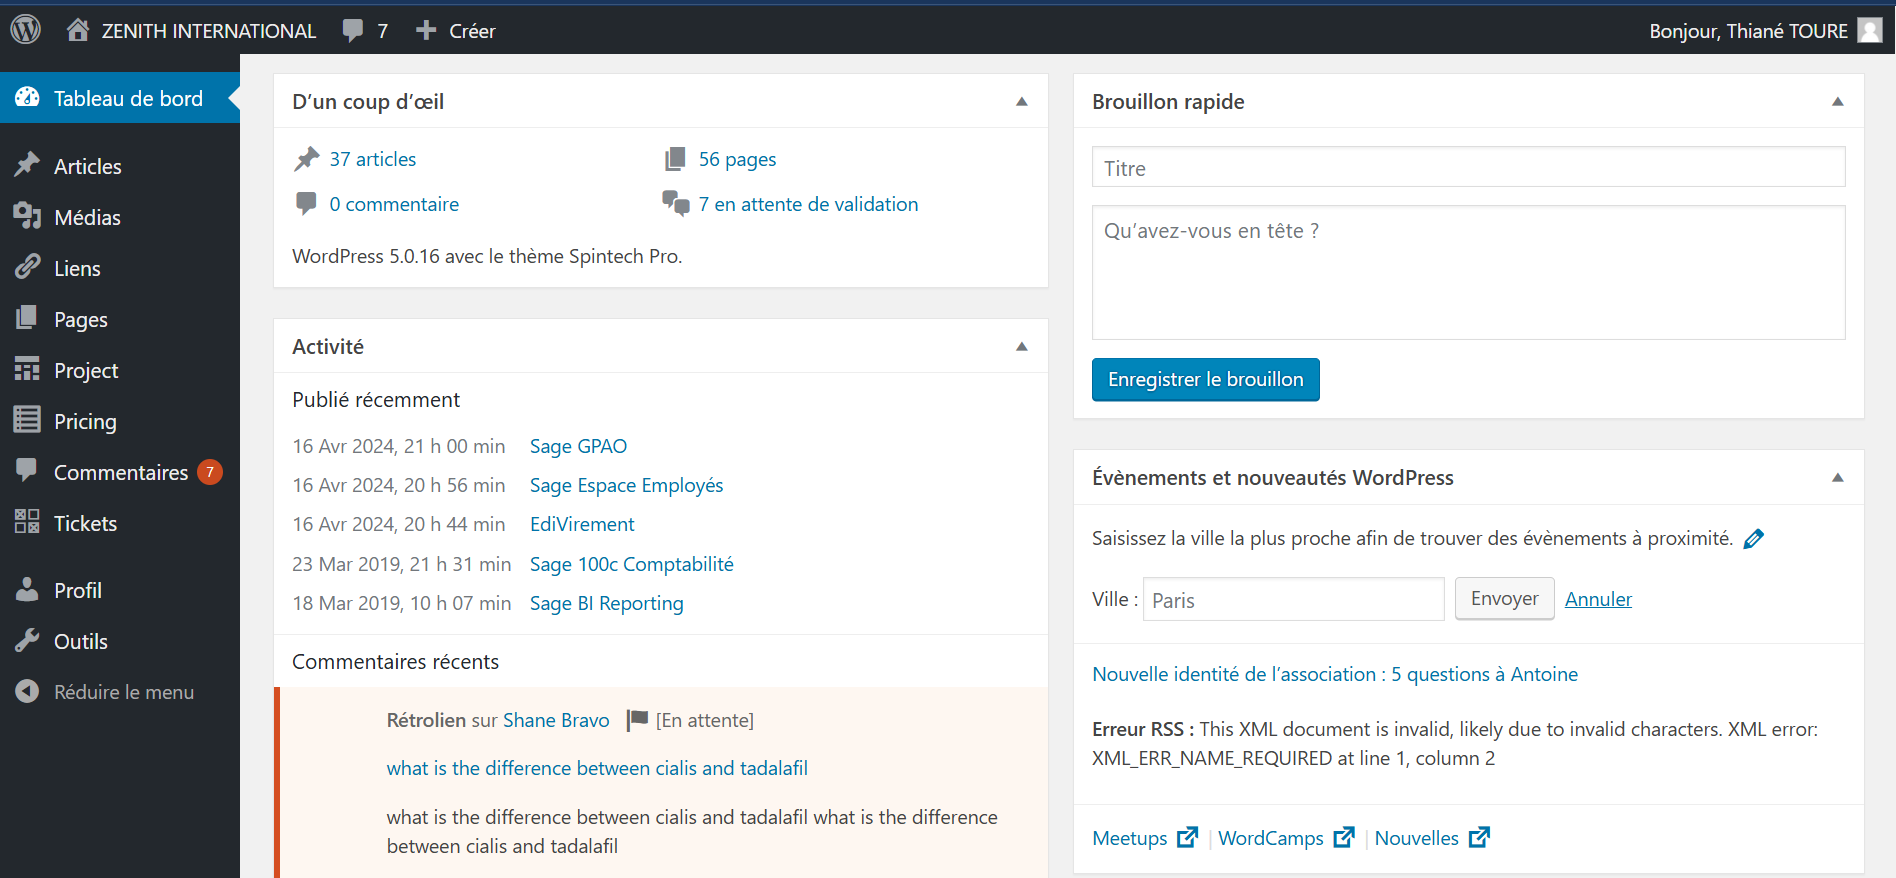 ZENITH INTERNATIONAL 7 Créer
Bonjour, Thiané TOURE
Tableau de bord
Articles
Médias
Liens
Pages
Project
Pricing
Commentaires 7
Tickets
Profil
Outils
Réduire le menu
D’un coup d’œil
37 articles
56 pages
0 commentaire
7 en attente de validation
WordPress 5.0.16 avec le thème Spintech Pro.
Activité
Publié récemment
16 Avr 2024, 21 h 00 min Sage GPAO
16 Avr 2024, 20 h 56 min Sage Espace Employés
16 Avr 2024, 20 h 44 min EdiVirement
23 Mar 2019, 21 h 31 min Sage 100c Comptabilité
18 Mar 2019, 10 h 07 min Sage BI Reporting
Commentaires récents
Rétrolien sur Shane Bravo [En attente]
what is the difference between cialis and tadalafil
what is the difference between cialis and tadalafil what is the difference
between cialis and tadalafil
Brouillon rapide
Titre
Qu’avez-vous en tête ?
Enregistrer le brouillon
Évènements et nouveautés WordPress
Saisissez la ville la plus proche afin de trouver des évènements à proximité.
Ville : Paris Envoyer Annuler
Nouvelle identité de l’association : 5 questions à Antoine
Erreur RSS : This XML document is invalid, likely due to invalid characters. XML error:
XML_ERR_NAME_REQUIRED at line 1, column 2
Meetups | WordCamps | Nouvelles